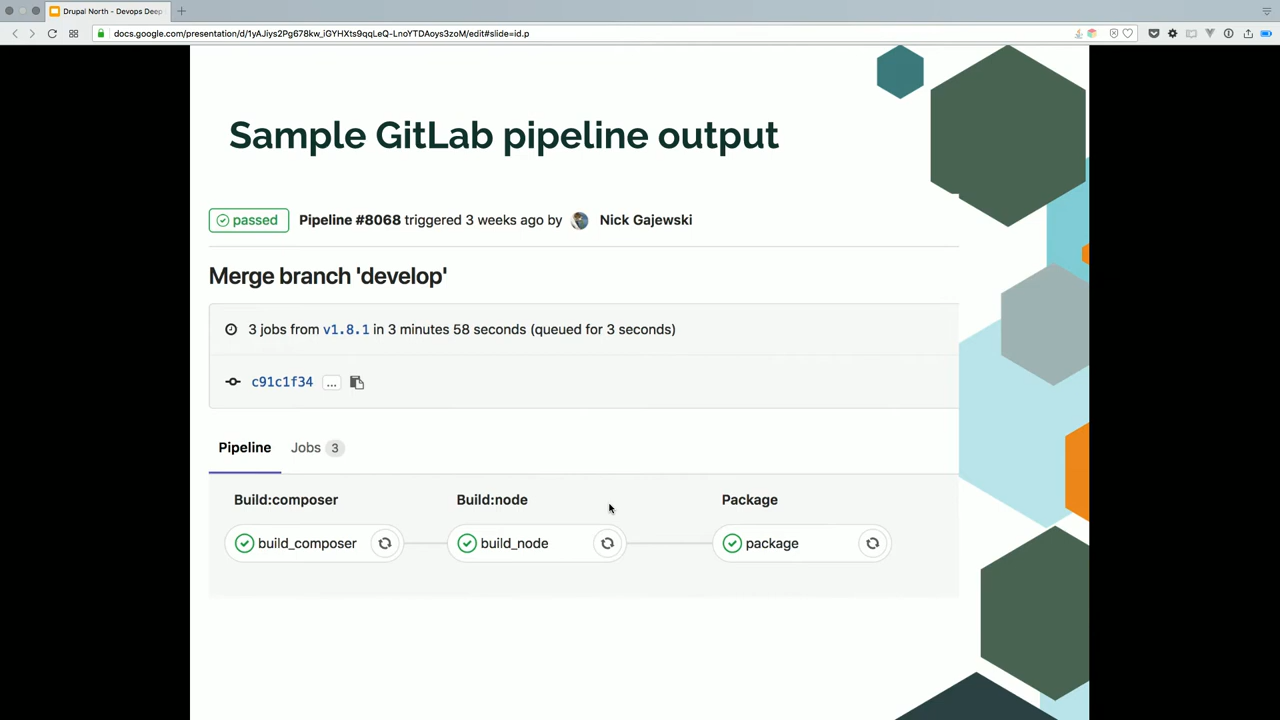 Drupal North - Devops Deep
docs.google.com/presentation/d/1yAJiys2Pg678kw_iGYHXts9qqLeQ-LnoYTDAoys3zoM/edit#slide=id.p
Sample GitLab pipeline output
passed Pipeline #8068 triggered 3 weeks ago by Nick Gajewski
Merge branch 'develop'
3 jobs from v1.8.1 in 3 minutes 58 seconds (queued for 3 seconds)
c91c1f34 ...
Pipeline Jobs 3
Build:composer Build:node Package
build_composer build_node package